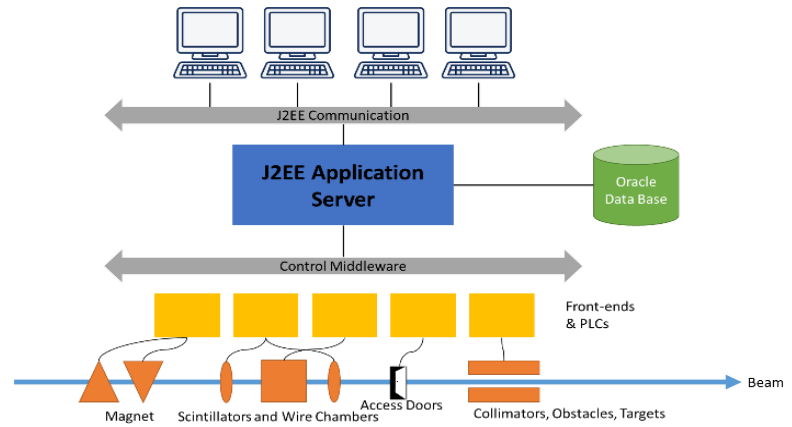 J2EE Communication
J2EE Application
Server
Oracle
Data Base
Control Middleware
Front-ends
& PLCs
Beam
Magnet
Scintillators and Wire Chambers
Access Doors
Collimators, Obstacles, Targets